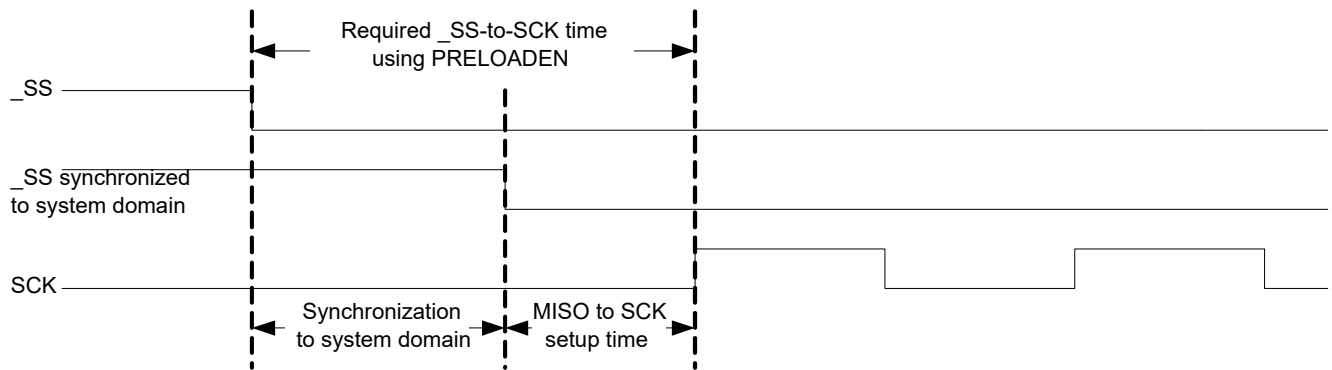 Required _SS-to-SCK time
using PRELOADEN
_SS
_SS synchronized
to system domain
SCK
Synchronization
to system domain
MISO to SCK
setup time